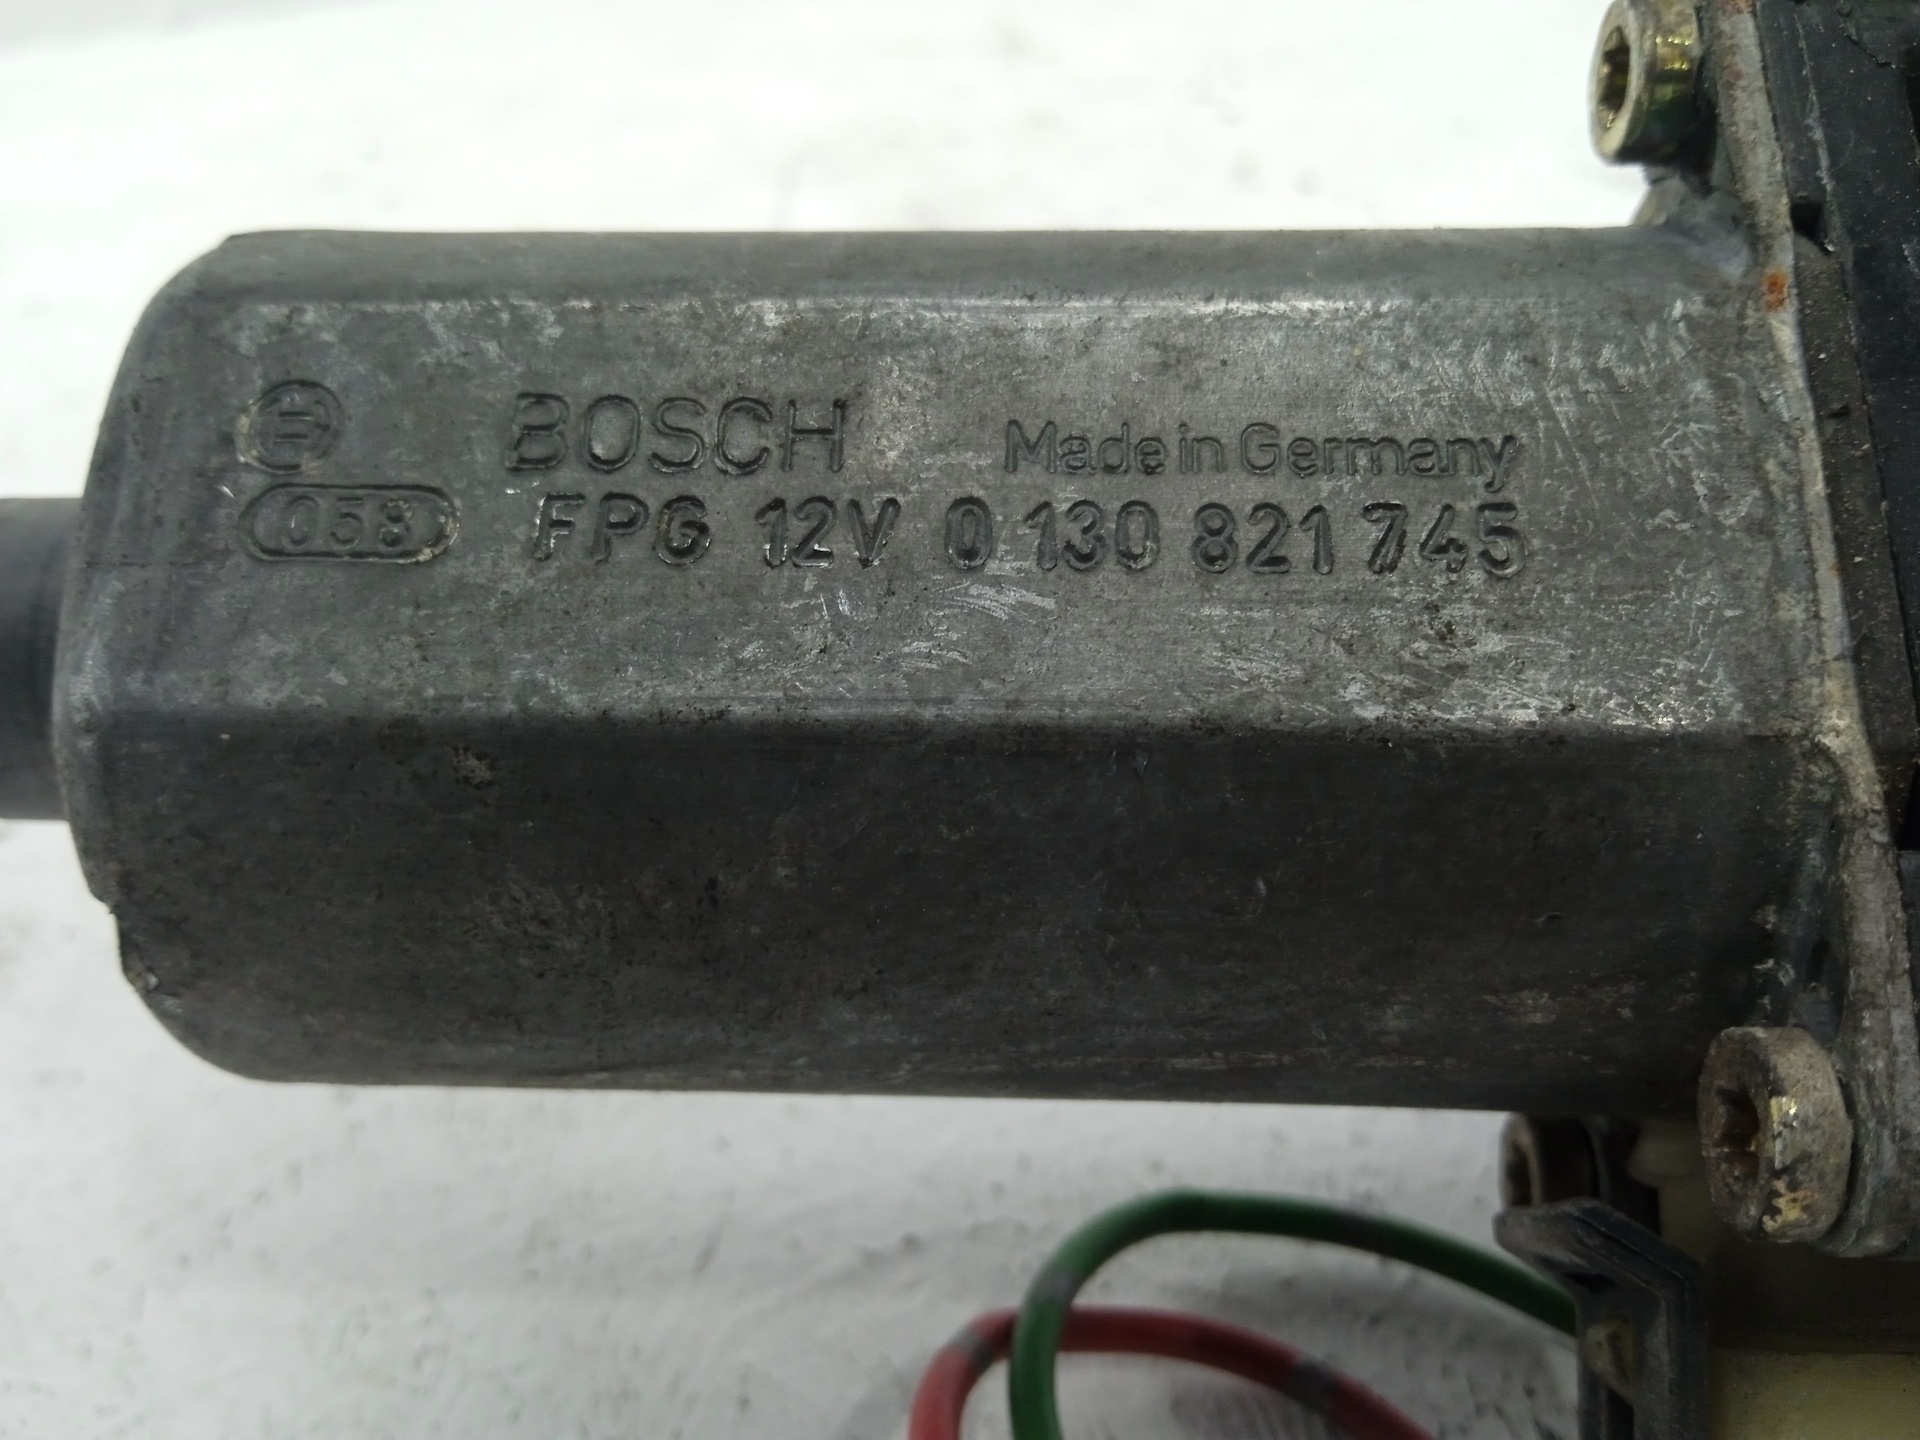 BOSCH Made in Germany
058 FPG 12V 0 130 821 745